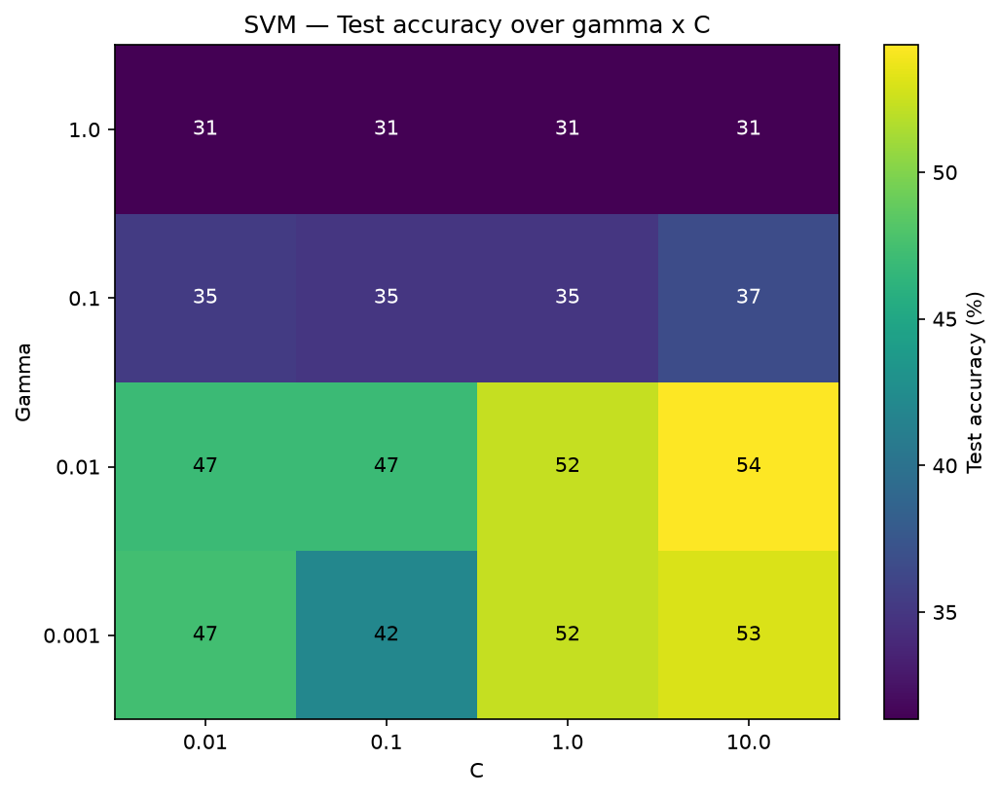 SVM — Test accuracy over gamma x C
1.0 31 31 31 31
0.1 35 35 35 37
0.01 47 47 52 54
0.001 47 42 52 53
0.01 0.1 1.0 10.0
C
Gamma
50
45
40
35
Test accuracy (%)